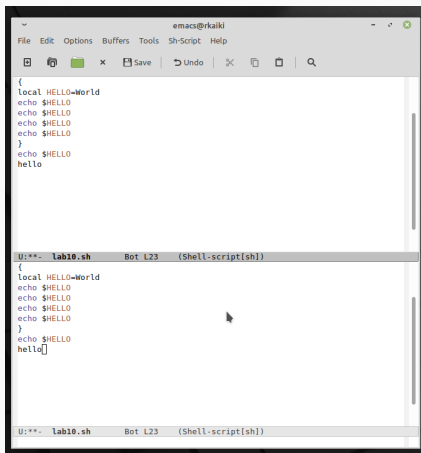 emacs@rkaiki
File Edit Options Buffers Tools Sh-Script Help
Save Undo
{
local HELLO=World
echo $HELLO
echo $HELLO
echo $HELLO
echo $HELLO
}
echo $HELLO
hello
U:**- lab10.sh Bot L23 (Shell-script[sh])
{
local HELLO=World
echo $HELLO
echo $HELLO
echo $HELLO
echo $HELLO
}
echo $HELLO
hello
U:**- lab10.sh Bot L23 (Shell-script[sh])